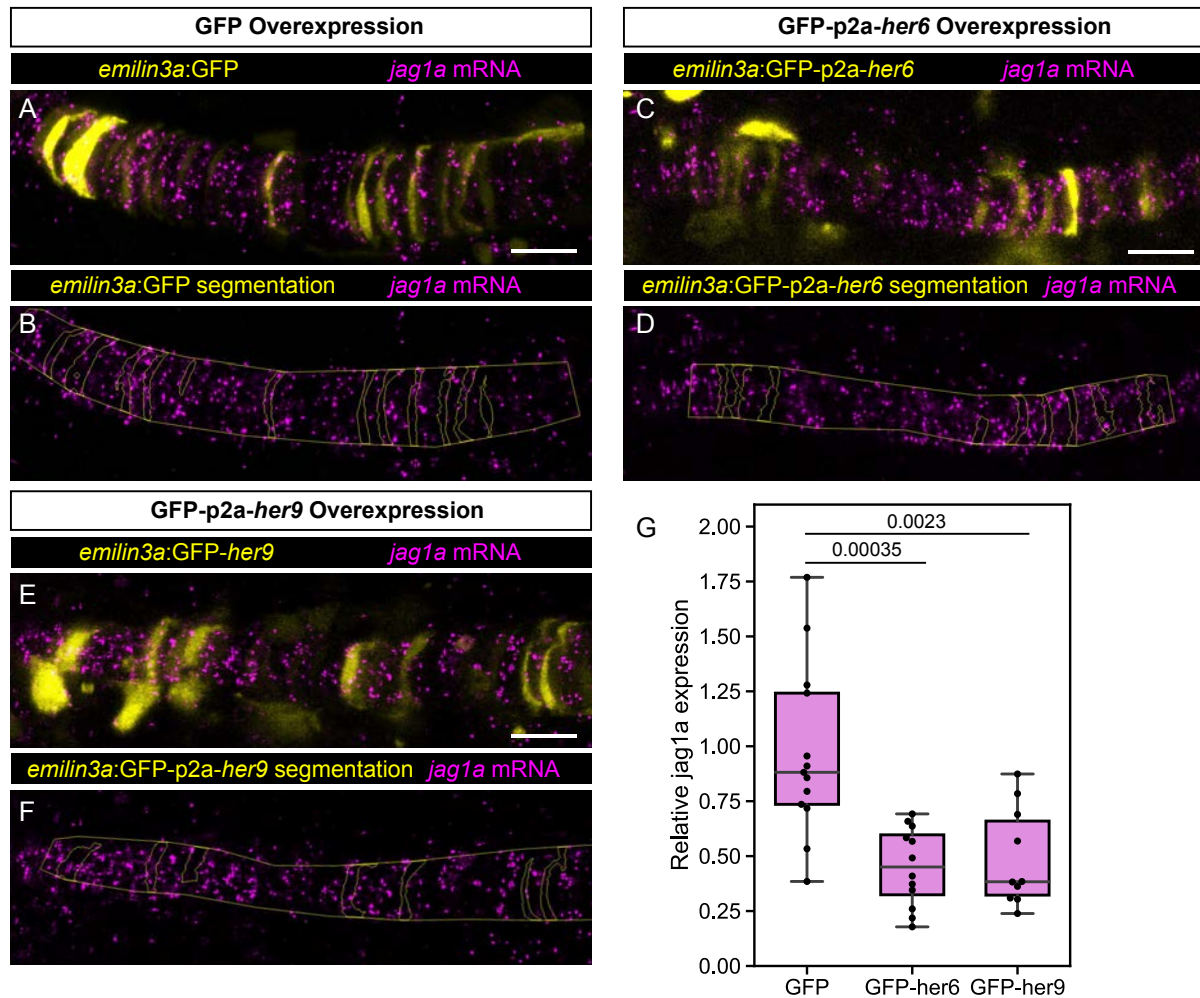 GFP Overexpression
emilin3a:GFP jag1a mRNA
A
emilin3a:GFP segmentation jag1a mRNA
B
GFP-p2a-her6 Overexpression
emilin3a:GFP-p2a-her6 jag1a mRNA
C
emilin3a:GFP-p2a-her6 segmentation jag1a mRNA
D
GFP-p2a-her9 Overexpression
emilin3a:GFP-her9 jag1a mRNA
E
emilin3a:GFP-p2a-her9 segmentation jag1a mRNA
F
G
Relative jag1a expression
2.00
1.75
1.50
1.25
1.00
0.75
0.50
0.25
0.00
0.0023
0.00035
GFP GFP-her6 GFP-her9